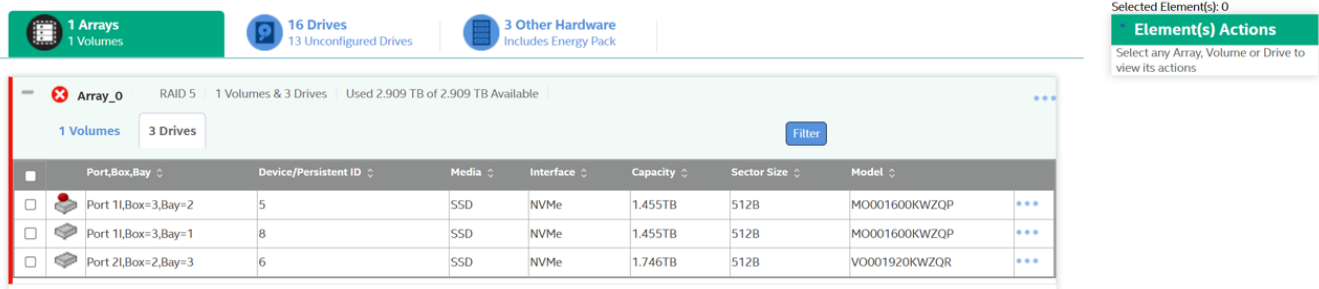 1 Arrays
1 Volumes
16 Drives
13 Unconfigured Drives
3 Other Hardware
Includes Energy Pack
Selected Element(s): 0
Element(s) Actions
Select any Array, Volume or Drive to
view its actions
Array_0 RAID 5 1 Volumes & 3 Drives Used 2.909 TB of 2.909 TB Available
1 Volumes 3 Drives Filter
Port,Box,Bay Device/Persistent ID Media Interface Capacity Sector Size Model
Port 1I,Box=3,Bay=2 5 SSD NVMe 1.455TB 512B MO001600KWZQP
Port 1I,Box=3,Bay=1 8 SSD NVMe 1.455TB 512B MO001600KWZQP
Port 2I,Box=2,Bay=3 6 SSD NVMe 1.746TB 512B VO001920KWZQR